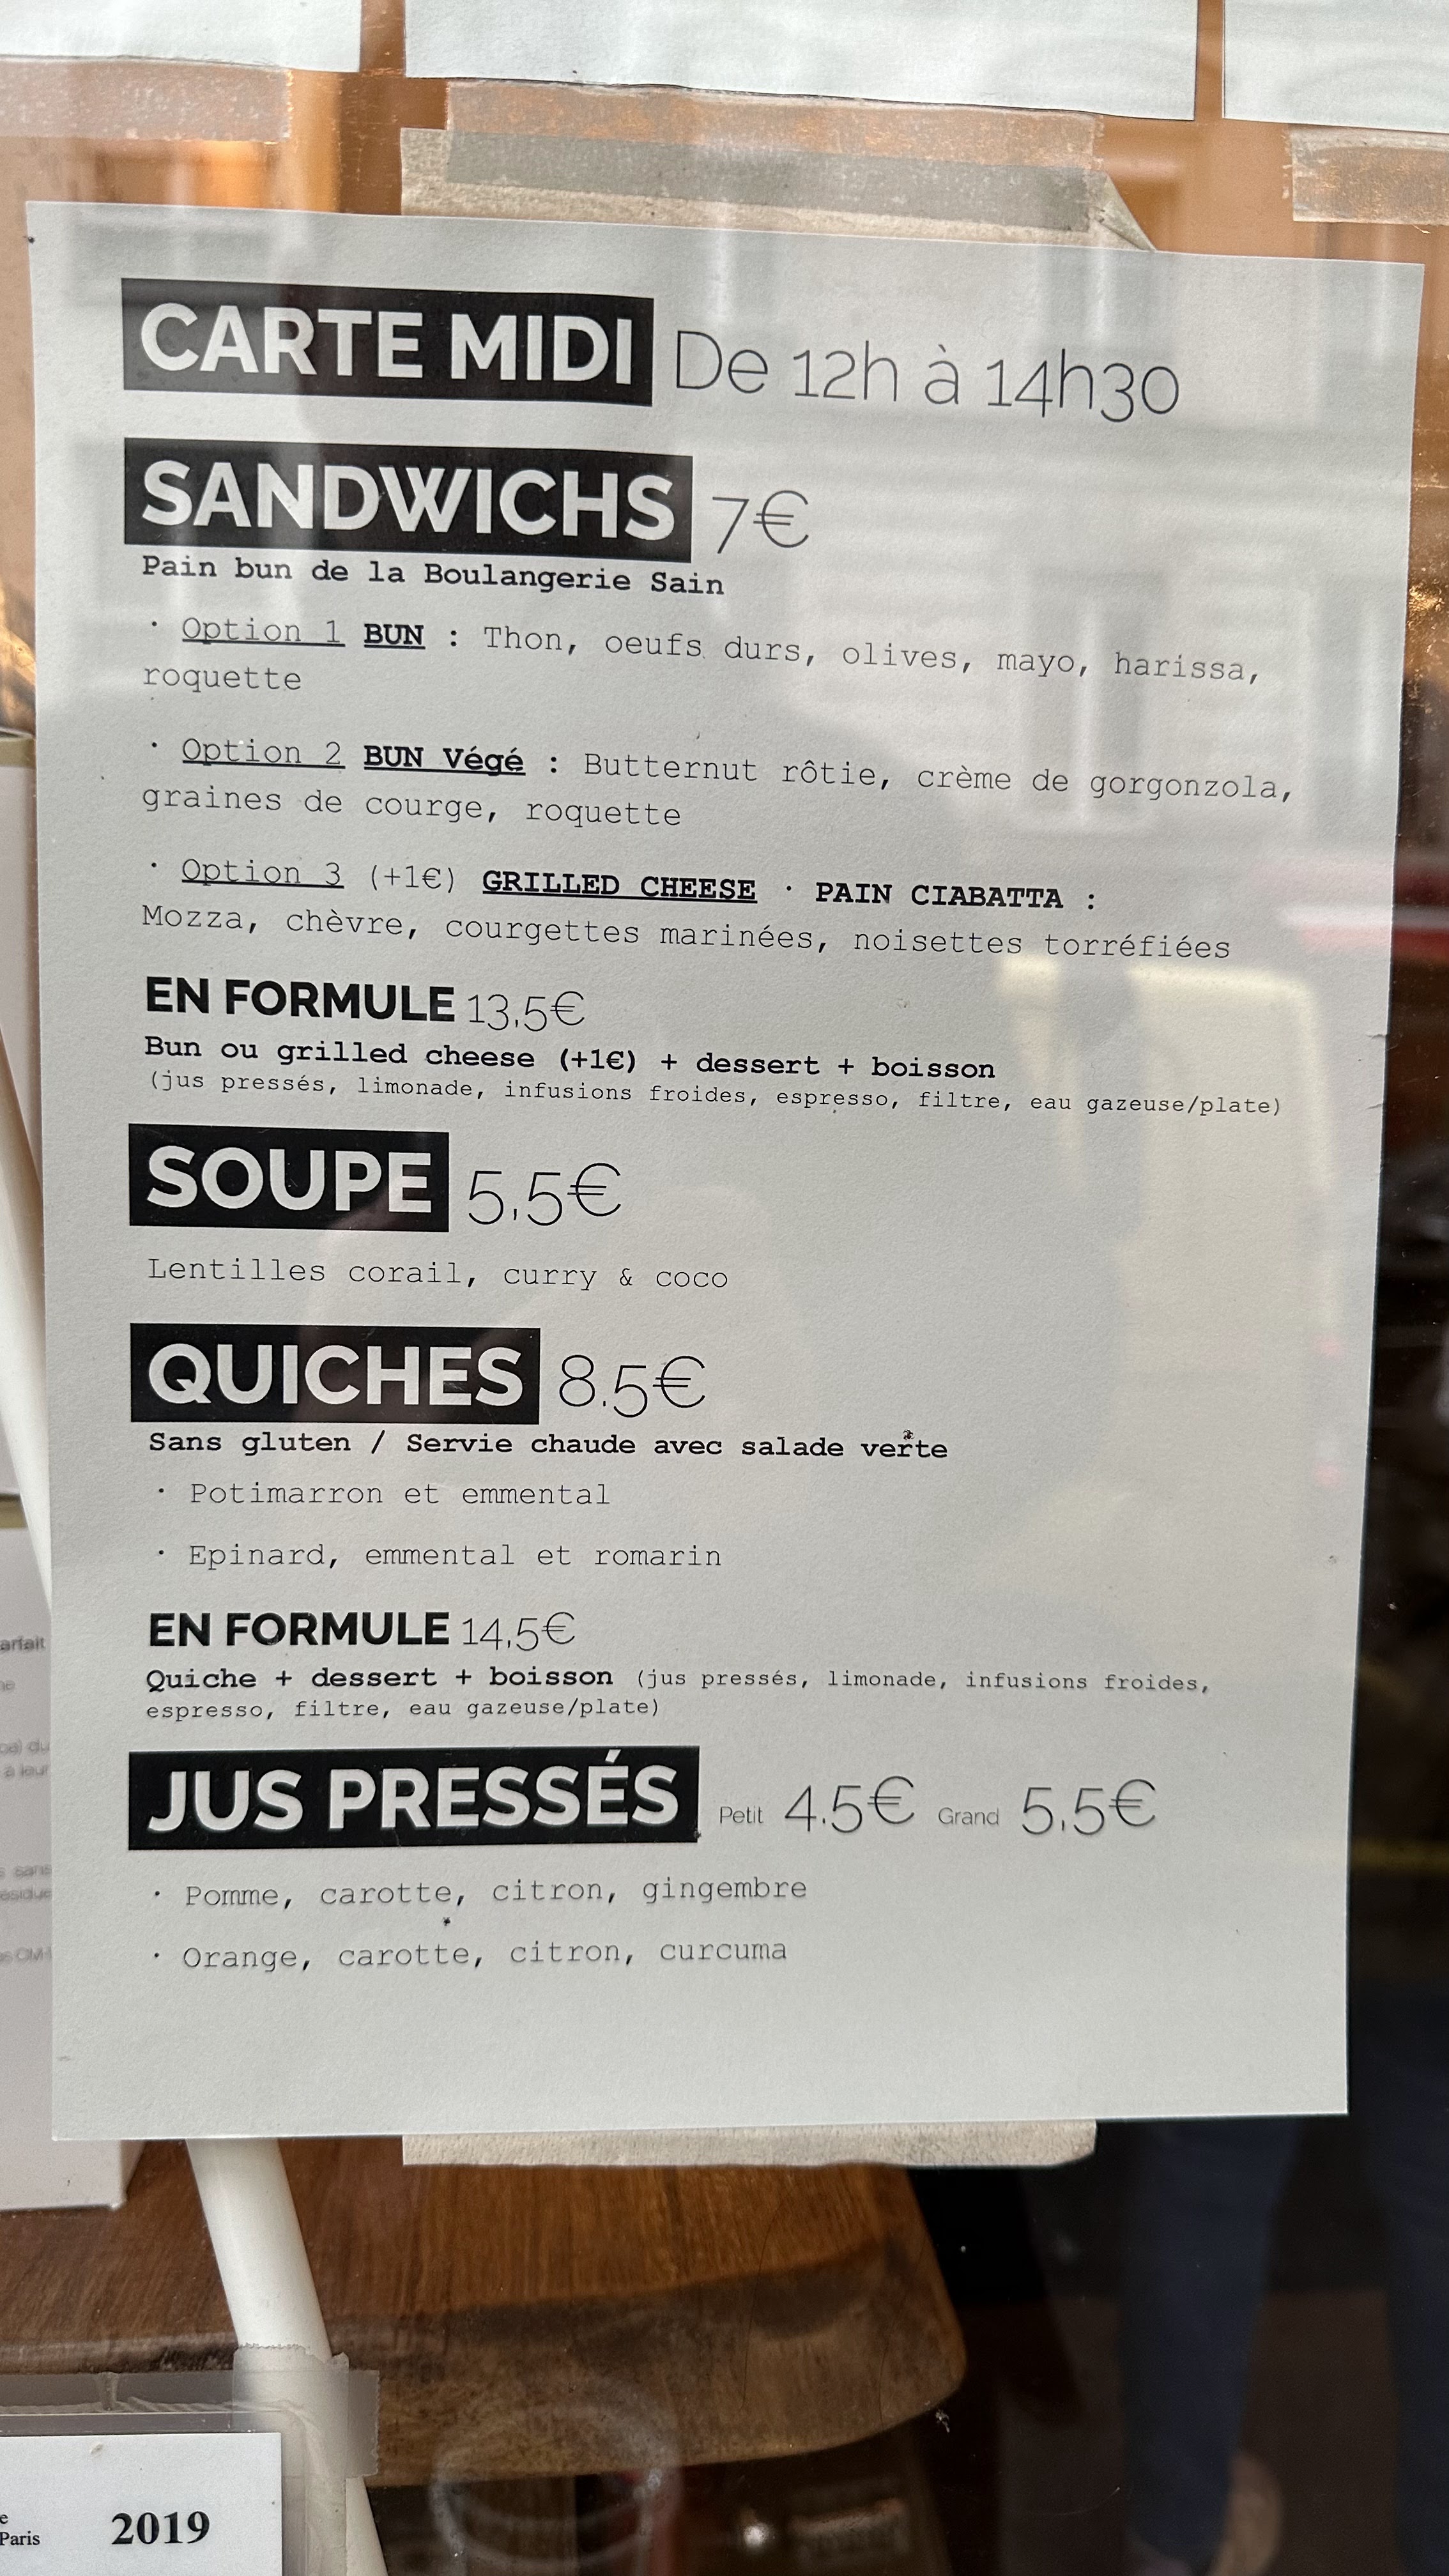 CARTE MIDI De 12h à 14h30
SANDWICHS 7€
Pain bun de la Boulangerie Sain
· Option 1 BUN : Thon, oeufs durs, olives, mayo, harissa,
roquette
· Option 2 BUN Végé : Butternut rôtie, crème de gorgonzola,
graines de courge, roquette
· Option 3 (+1€) GRILLED CHEESE · PAIN CIABATTA :
Mozza, chèvre, courgettes marinées, noisettes torréfiées
EN FORMULE 13,5€
Bun ou grilled cheese (+1€) + dessert + boisson
(jus pressés, limonade, infusions froides, espresso, filtre, eau gazeuse/plate)
SOUPE 5,5€
Lentilles corail, curry & coco
QUICHES 8.5€
Sans gluten / Servie chaude avec salade verte
· Potimarron et emmental
· Epinard, emmental et romarin
EN FORMULE 14,5€
Quiche + dessert + boisson (jus pressés, limonade, infusions froides,
espresso, filtre, eau gazeuse/plate)
JUS PRESSÉS Petit 4.5€ Grand 5,5€
· Pomme, carotte, citron, gingembre
· Orange, carotte, citron, curcuma
à leur
sans
Paris 2019